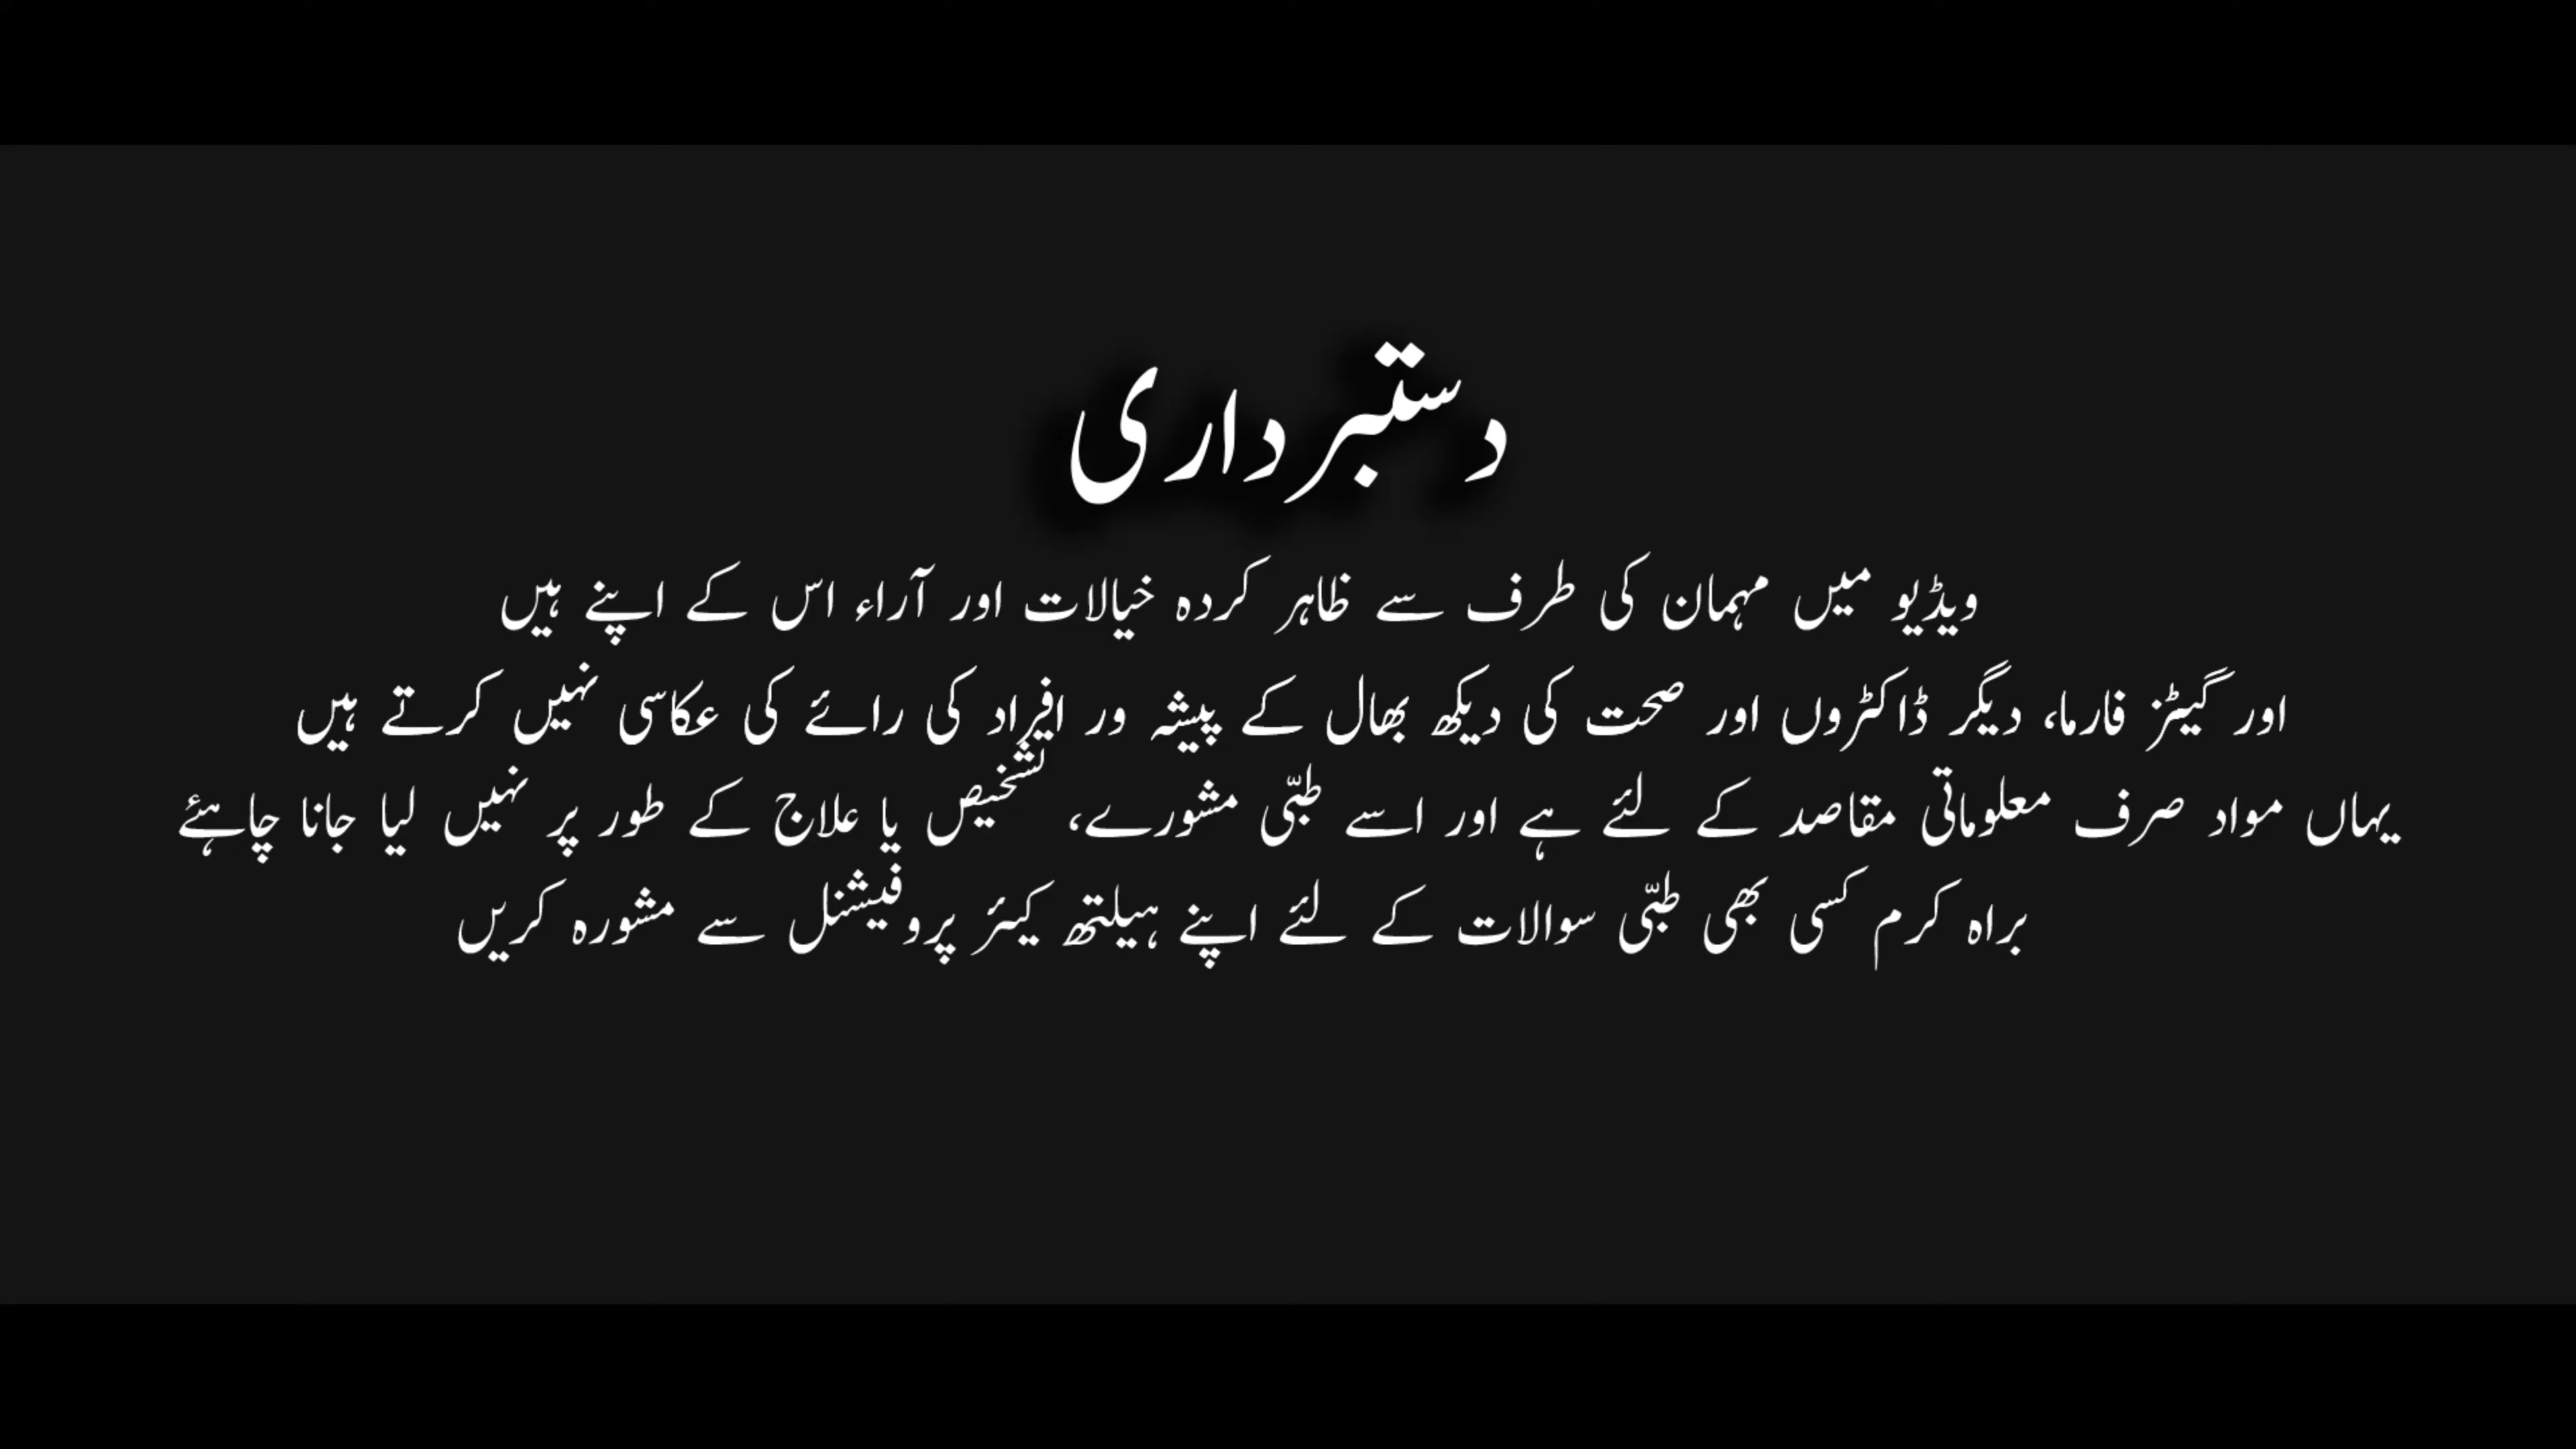 دستبرداری
ویڈیو میں مہمان کی طرف سے ظاہر کردہ خیالات اور آراء اس کے اپنے ہیں
اور گیٹز فارما، دیگر ڈاکٹروں اور صحت کی دیکھ بھال کے پیشہ ور افراد کی رائے کی عکاسی نہیں کرتے ہیں
یہاں مواد صرف معلوماتی مقاصد کے لئے ہے اور اسے طبّی مشورے، تشخیص یا علاج کے طور پر نہیں لیا جانا چاہئے
براہ کرم کسی بھی طبّی سوالات کے لئے اپنے ہیلتھ کیئر پروفیشنل سے مشورہ کریں